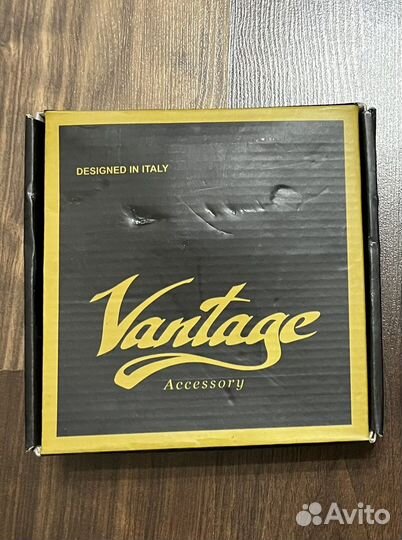 DESIGNED IN ITALY
Vantage
Accessory
Avito